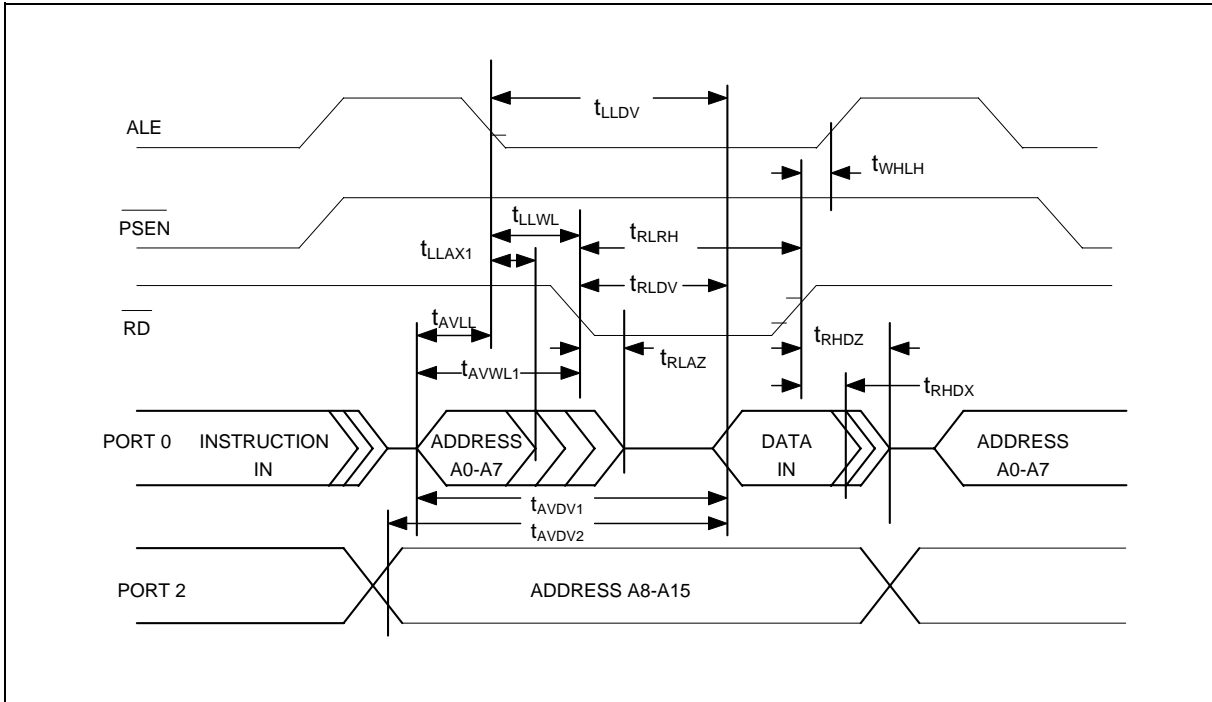 tLLDV
ALE
tWHLH
PSEN
tLLWL
tRLRH
tLLAX1
tRLDV
RD
tAVLL
tRHDZ
tRLAZ
tAVWL1
tRHDX
PORT 0
INSTRUCTION
IN
ADDRESS
A0-A7
DATA
IN
ADDRESS
A0-A7
tAVDV1
tAVDV2
PORT 2
ADDRESS A8-A15